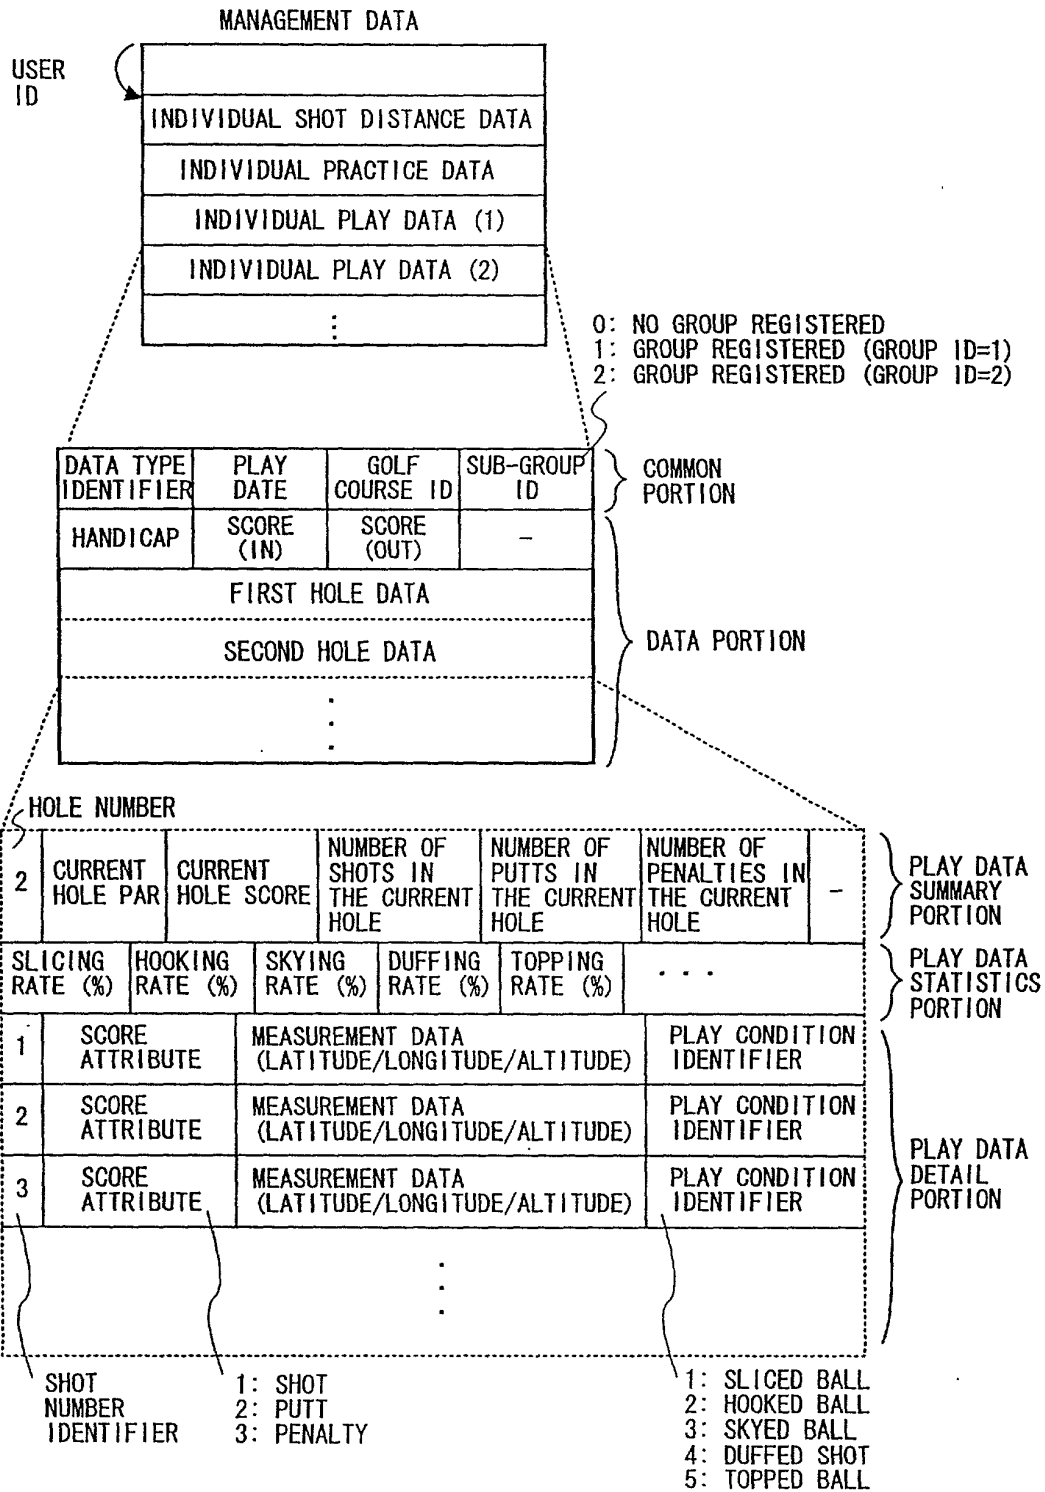 MANAGEMENT DATA
USER
ID
INDIVIDUAL SHOT DISTANCE DATA
INDIVIDUAL PRACTICE DATA
INDIVIDUAL PLAY DATA (1)
INDIVIDUAL PLAY DATA (2)
0: NO GROUP REGISTERED
1: GROUP REGISTERED (GROUP ID=1)
2: GROUP REGISTERED (GROUP ID=2)
DATA TYPE
IDENTIFIER
PLAY
DATE
GOLF
COURSE ID
SUB-GROUP
ID
COMMON
PORTION
HANDICAP
SCORE
(IN)
SCORE
(OUT)
-
FIRST HOLE DATA
SECOND HOLE DATA
DATA PORTION
HOLE NUMBER
2
CURRENT
HOLE PAR
CURRENT
HOLE SCORE
NUMBER OF
SHOTS IN
THE CURRENT
HOLE
NUMBER OF
PUTTS IN
THE CURRENT
HOLE
NUMBER OF
PENALTIES IN
THE CURRENT
HOLE
-
PLAY DATA
SUMMARY
PORTION
SLICING
RATE (%)
HOOKING
RATE (%)
SKYING
RATE (%)
DUFFING
RATE (%)
TOPPING
RATE (%)
...
PLAY DATA
STATISTICS
PORTION
1
SCORE
ATTRIBUTE
MEASUREMENT DATA
(LATITUDE/LONGITUDE/ALTITUDE)
PLAY CONDITION
IDENTIFIER
2
SCORE
ATTRIBUTE
MEASUREMENT DATA
(LATITUDE/LONGITUDE/ALTITUDE)
PLAY CONDITION
IDENTIFIER
3
SCORE
ATTRIBUTE
MEASUREMENT DATA
(LATITUDE/LONGITUDE/ALTITUDE)
PLAY CONDITION
IDENTIFIER
PLAY DATA
DETAIL
PORTION
SHOT
NUMBER
IDENTIFIER
1: SHOT
2: PUTT
3: PENALTY
1: SLICED BALL
2: HOOKED BALL
3: SKYED BALL
4: DUFFED SHOT
5: TOPPED BALL